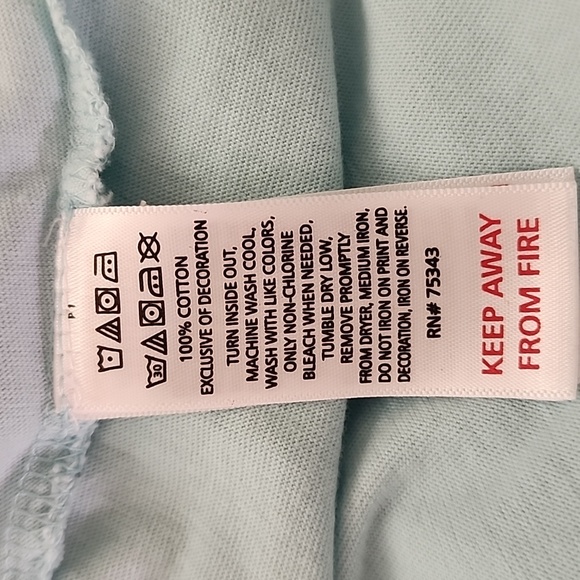 30
100% COTTON
EXCLUSIVE OF DECORATION
TURN INSIDE OUT,
MACHINE WASH COOL,
WASH WITH LIKE COLORS,
ONLY NON-CHLORINE
BLEACH WHEN NEEDED,
TUMBLE DRY LOW,
REMOVE PROMPTLY
FROM DRYER, MEDIUM IRON,
DO NOT IRON ON PRINT AND
DECORATION, IRON ON REVERSE.
RN# 75343
KEEP AWAY
FROM FIRE